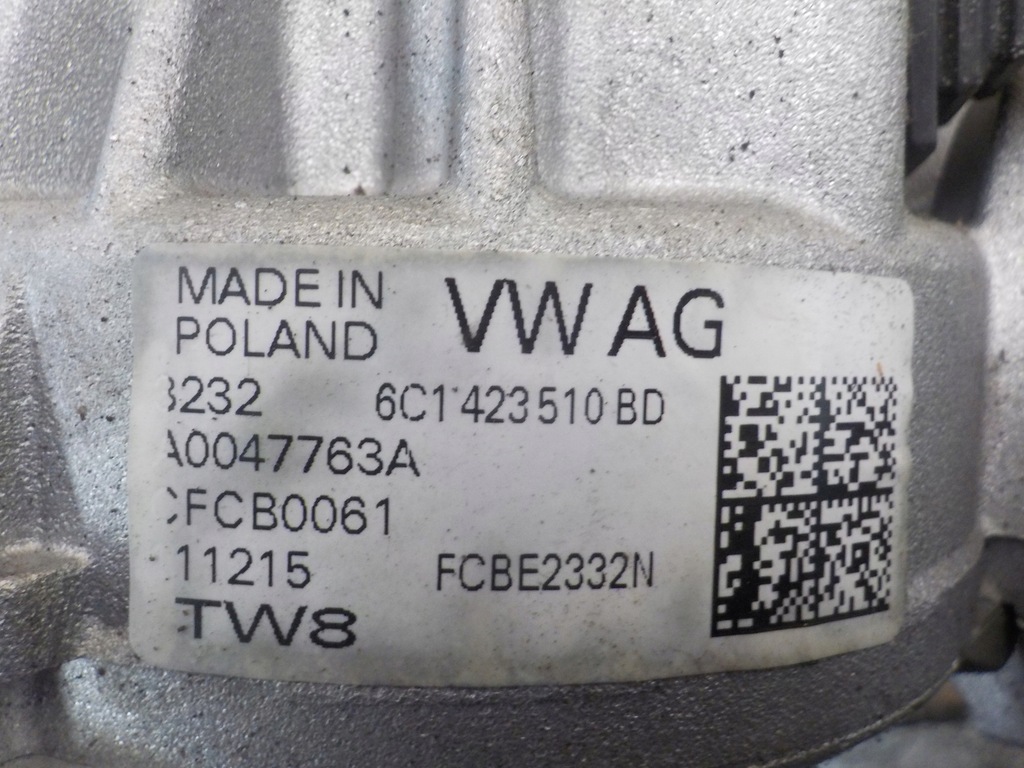 MADE IN
POLAND
VW AG
3232 6C1 423 510 BD
A0047763A
CFCB0061
11215 FCBE2332N
TW8